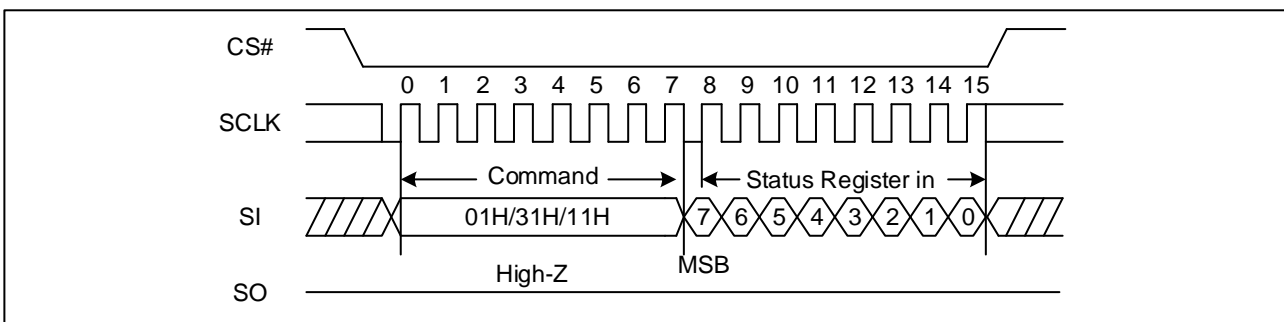 CS#
0 1 2 3 4 5 6 7 8 9 10 11 12 13 14 15
SCLK
Command Status Register in
SI 01H/31H/11H 7 6 5 4 3 2 1 0
High-Z MSB
SO